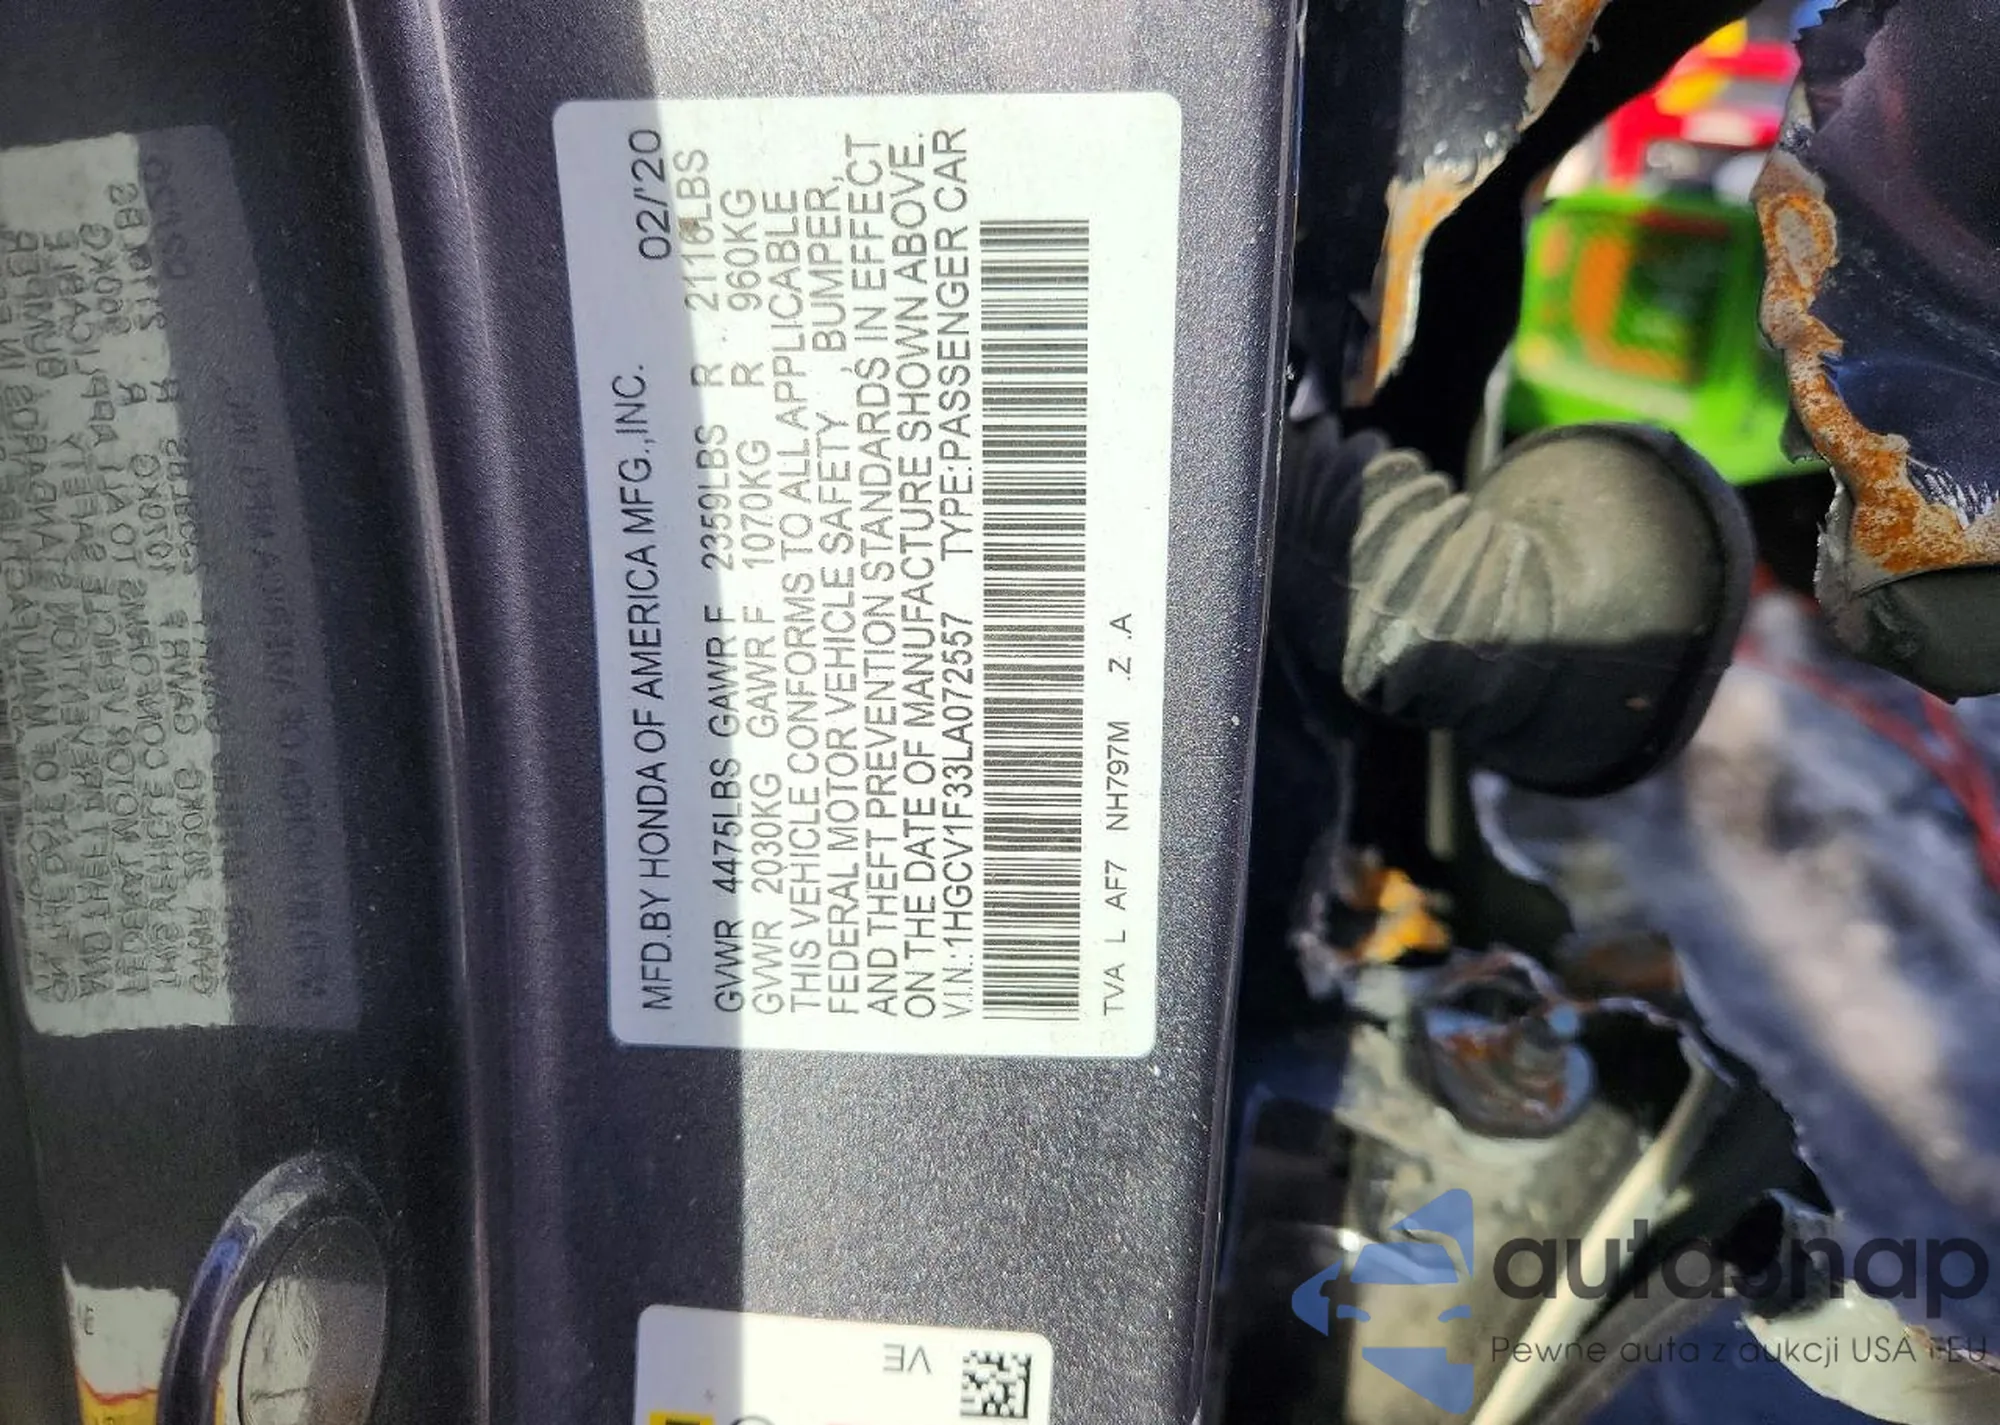 MFD.BY HONDA OF AMERICA MFG.,INC. 02/'20
GVWR 4475LBS GAWR F 2359LBS R 2116LBS
GVWR 2030KG GAWR F 1070KG R 960KG
THIS VEHICLE CONFORMS TO ALL APPLICABLE
FEDERAL MOTOR VEHICLE SAFETY, BUMPER,
AND THEFT PREVENTION STANDARDS IN EFFECT
ON THE DATE OF MANUFACTURE SHOWN ABOVE.
V.I.N.:1HGCV1F33LA072557 TYPE:PASSENGER CAR
TVA L AF7 NH797M .Z .A
VE
autasnap
Pewne auta z aukcji USA i EU